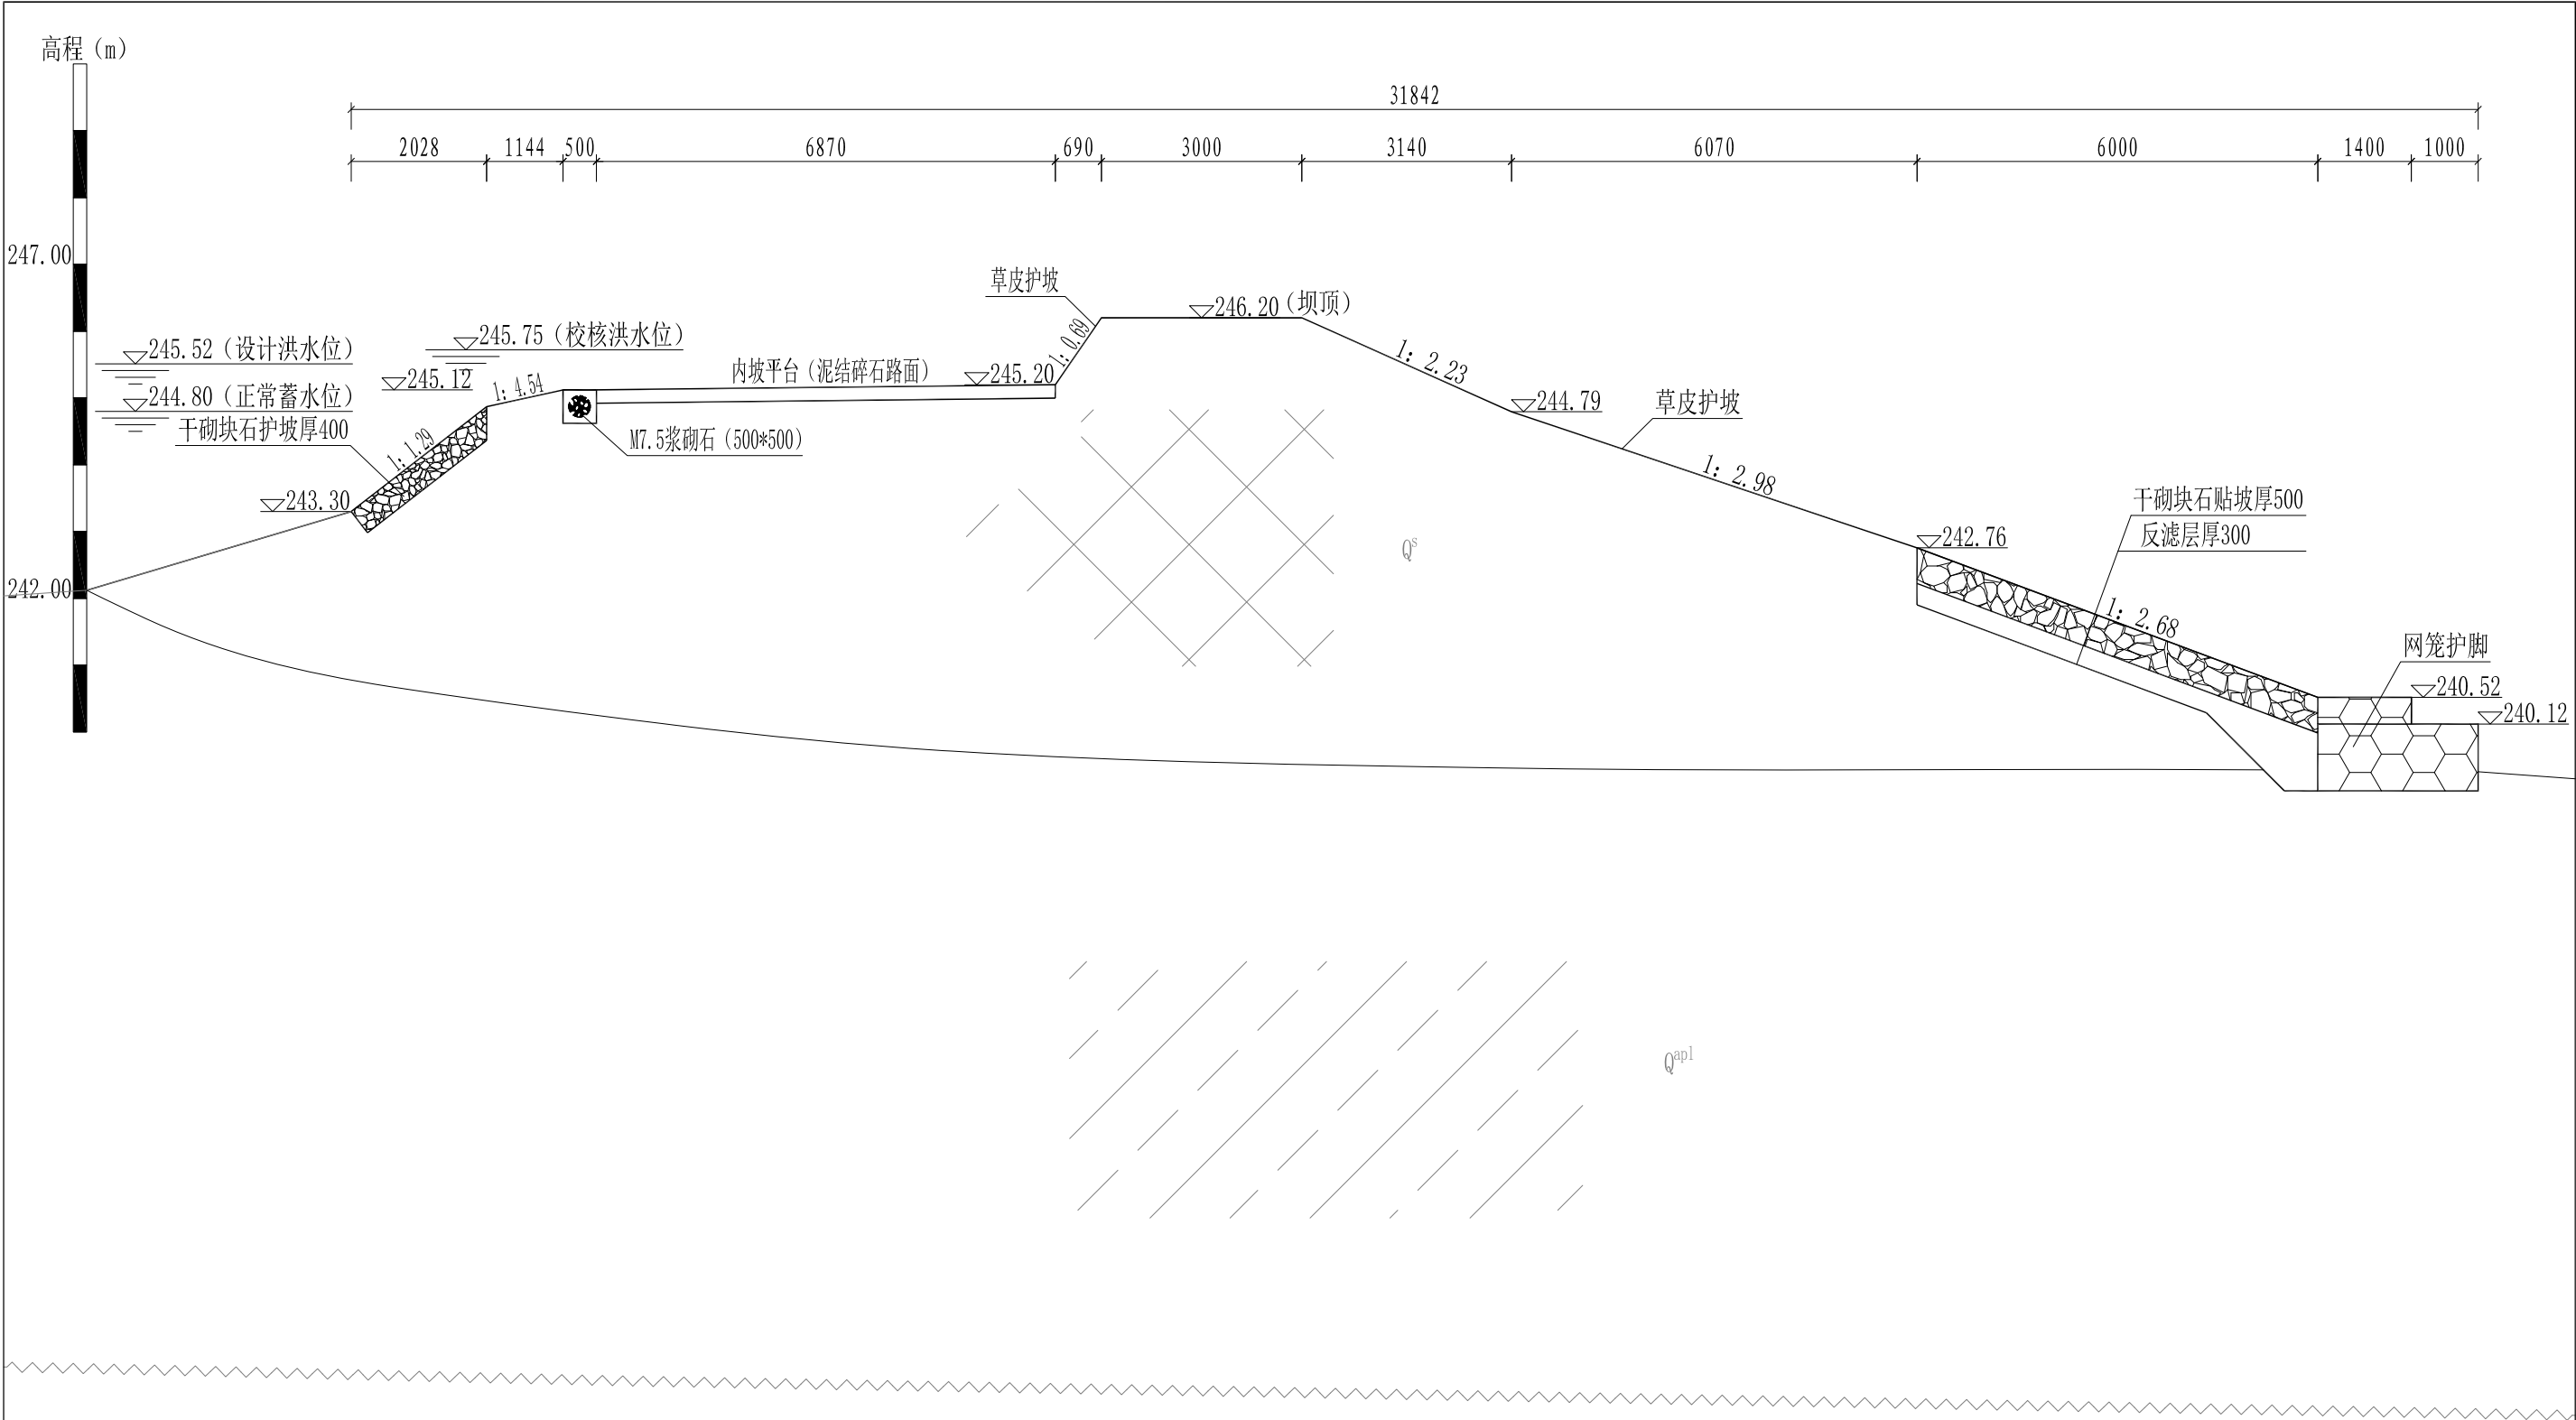 高程（m）
31842
2028 1144 500 6870 690 3000 3140 6070 6000 1400 1000
247.00
草皮护坡
246.20（坝顶）
245.52（设计洪水位）
245.75（校核洪水位）
1: 0.69
1: 2.23
245.12
1: 4.54
内坡平台（泥结碎石路面）
245.20
244.80（正常蓄水位）
244.79
草皮护坡
干砌块石护坡厚400
1: 1.29
M7.5浆砌石（500*500）
1: 2.98
243.30
干砌块石贴坡厚500
反滤层厚300
Qs
242.76
242.00
1: 2.68
网笼护脚
240.52
240.12
Qapl